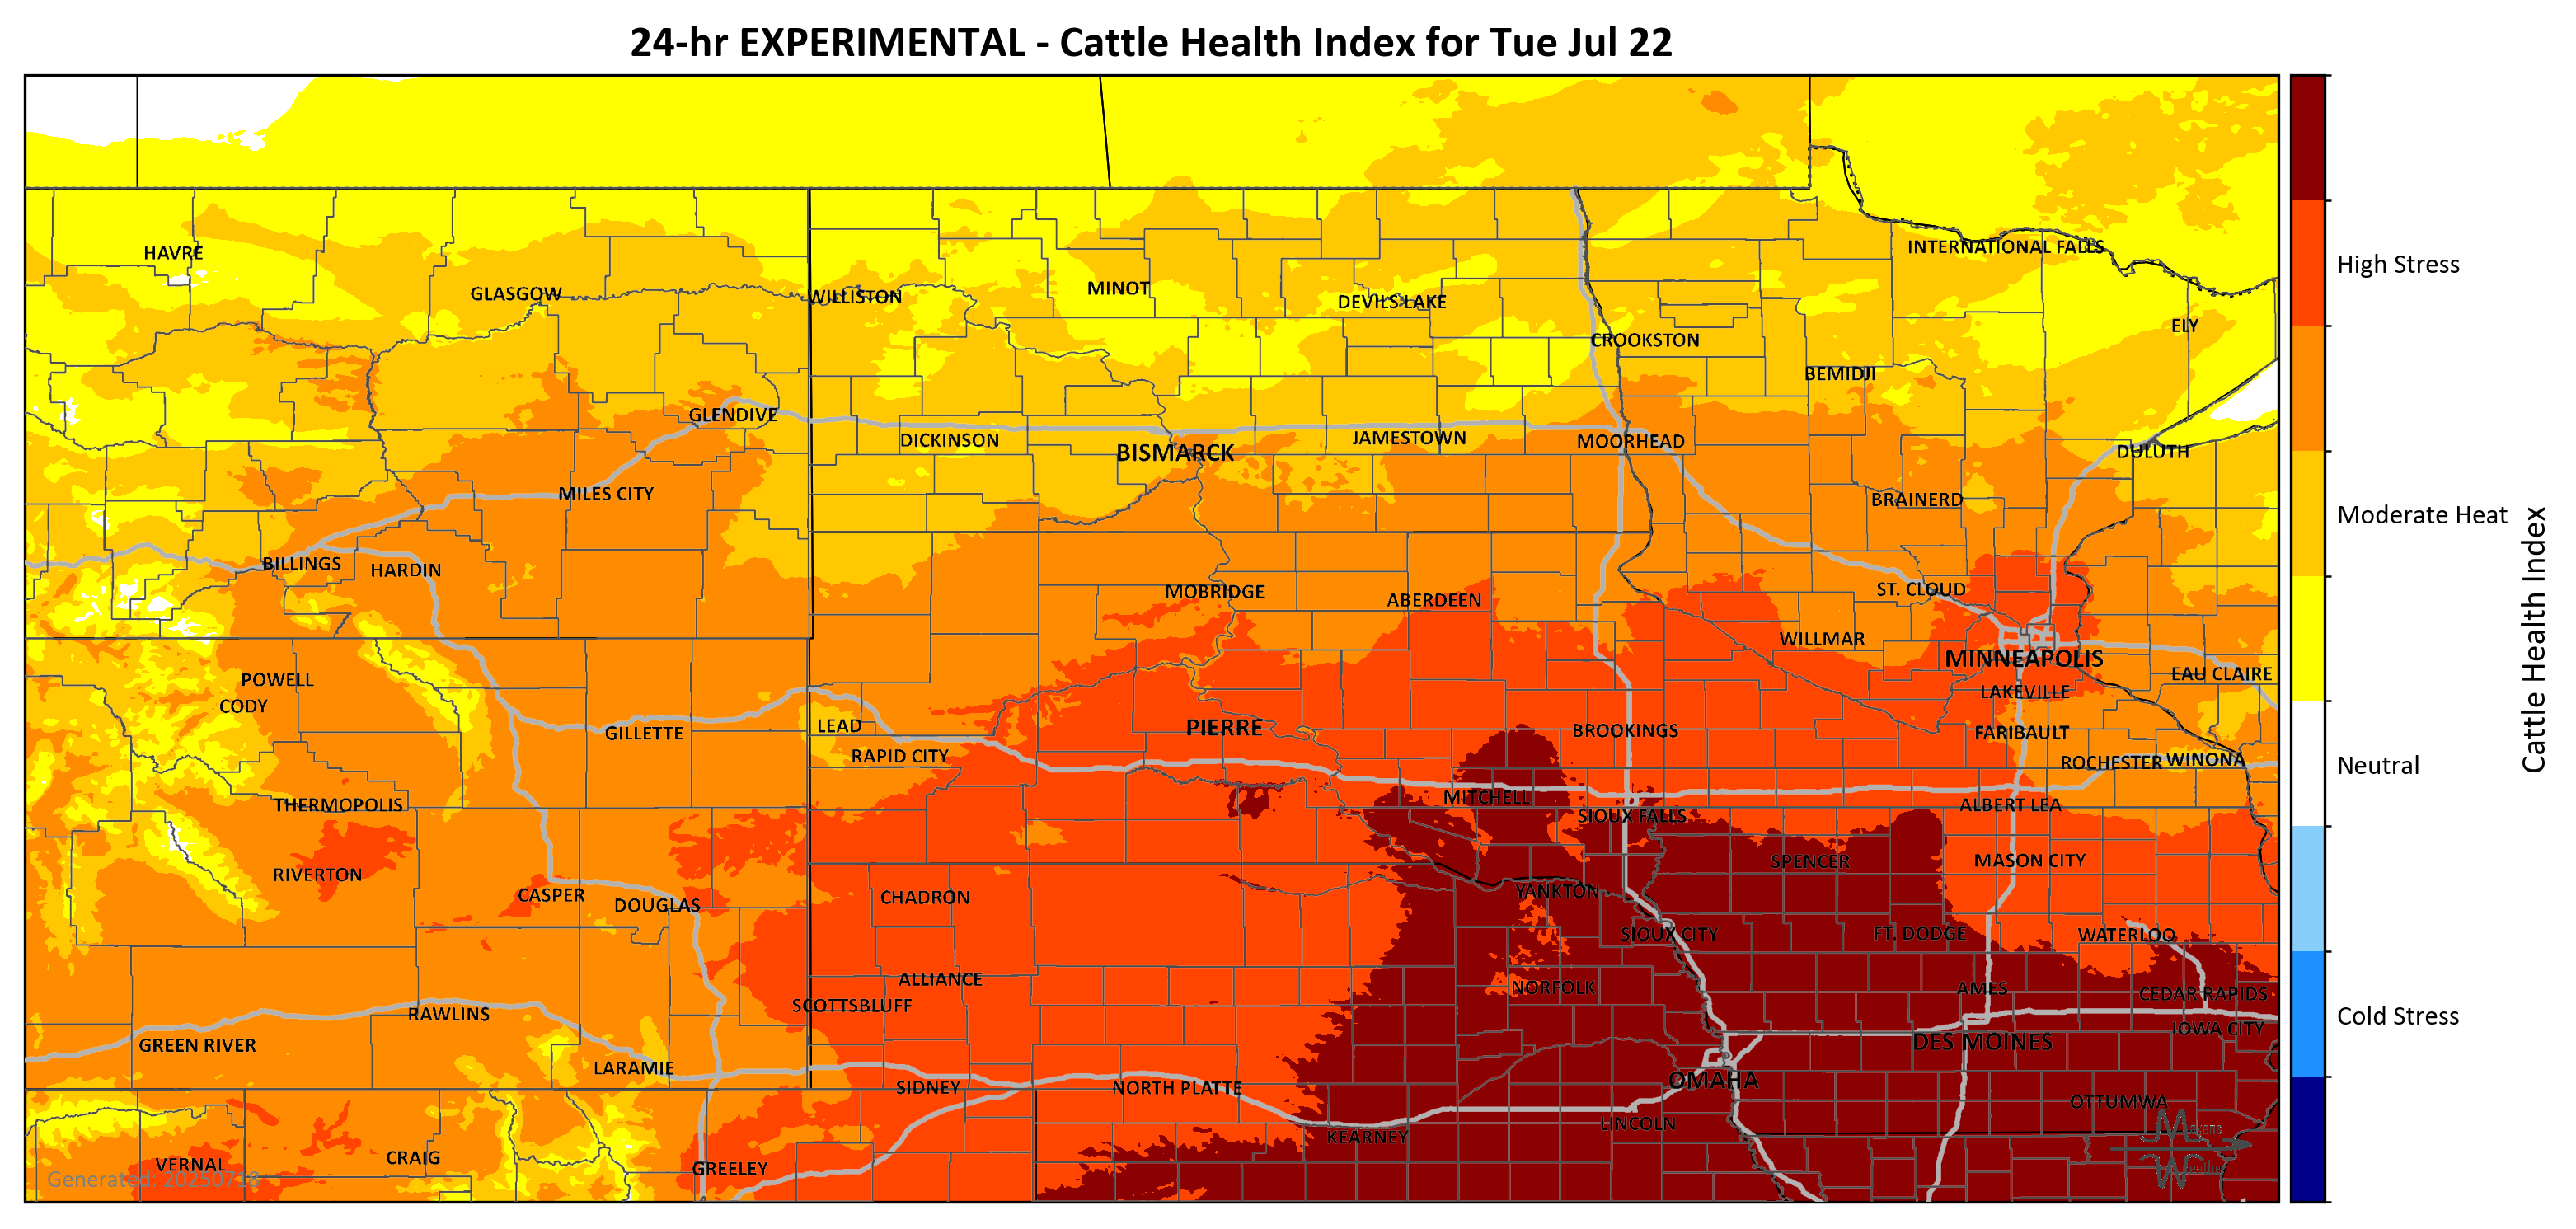 24-hr EXPERIMENTAL - Cattle Health Index for Tue Jul 22
HAVRE
INTERNATIONAL FALLS
GLASGOW
WILLISTON
MINOT
DEVILS LAKE
CROOKSTON
ELY
BEMIDJI
GLENDIVE
DICKINSON
BISMARCK
JAMESTOWN
MOORHEAD
DULUTH
MILES CITY
BRAINERD
BILLINGS
HARDIN
MOBRIDGE
ABERDEEN
ST. CLOUD
WILLMAR
MINNEAPOLIS
POWELL
EAU CLAIRE
CODY
LAKEVILLE
GILLETTE
LEAD
PIERRE
BROOKINGS
FARIBAULT
RAPID CITY
ROCHESTER
WINONA
THERMOPOLIS
MITCHELL
SIOUX FALLS
ALBERT LEA
RIVERTON
SPENCER
MASON CITY
CASPER
DOUGLAS
CHADRON
YANKTON
SIOUX CITY
FT. DODGE
WATERLOO
ALLIANCE
NORFOLK
AMES
CEDAR RAPIDS
SCOTTSBLUFF
RAWLINS
IOWA CITY
GREEN RIVER
DES MOINES
LARAMIE
SIDNEY
NORTH PLATTE
OMAHA
OTTUMWA
LINCOLN
KEARNEY
VERNAL
CRAIG
GREELEY
High Stress
Moderate Heat
Neutral
Cold Stress
Cattle Health Index